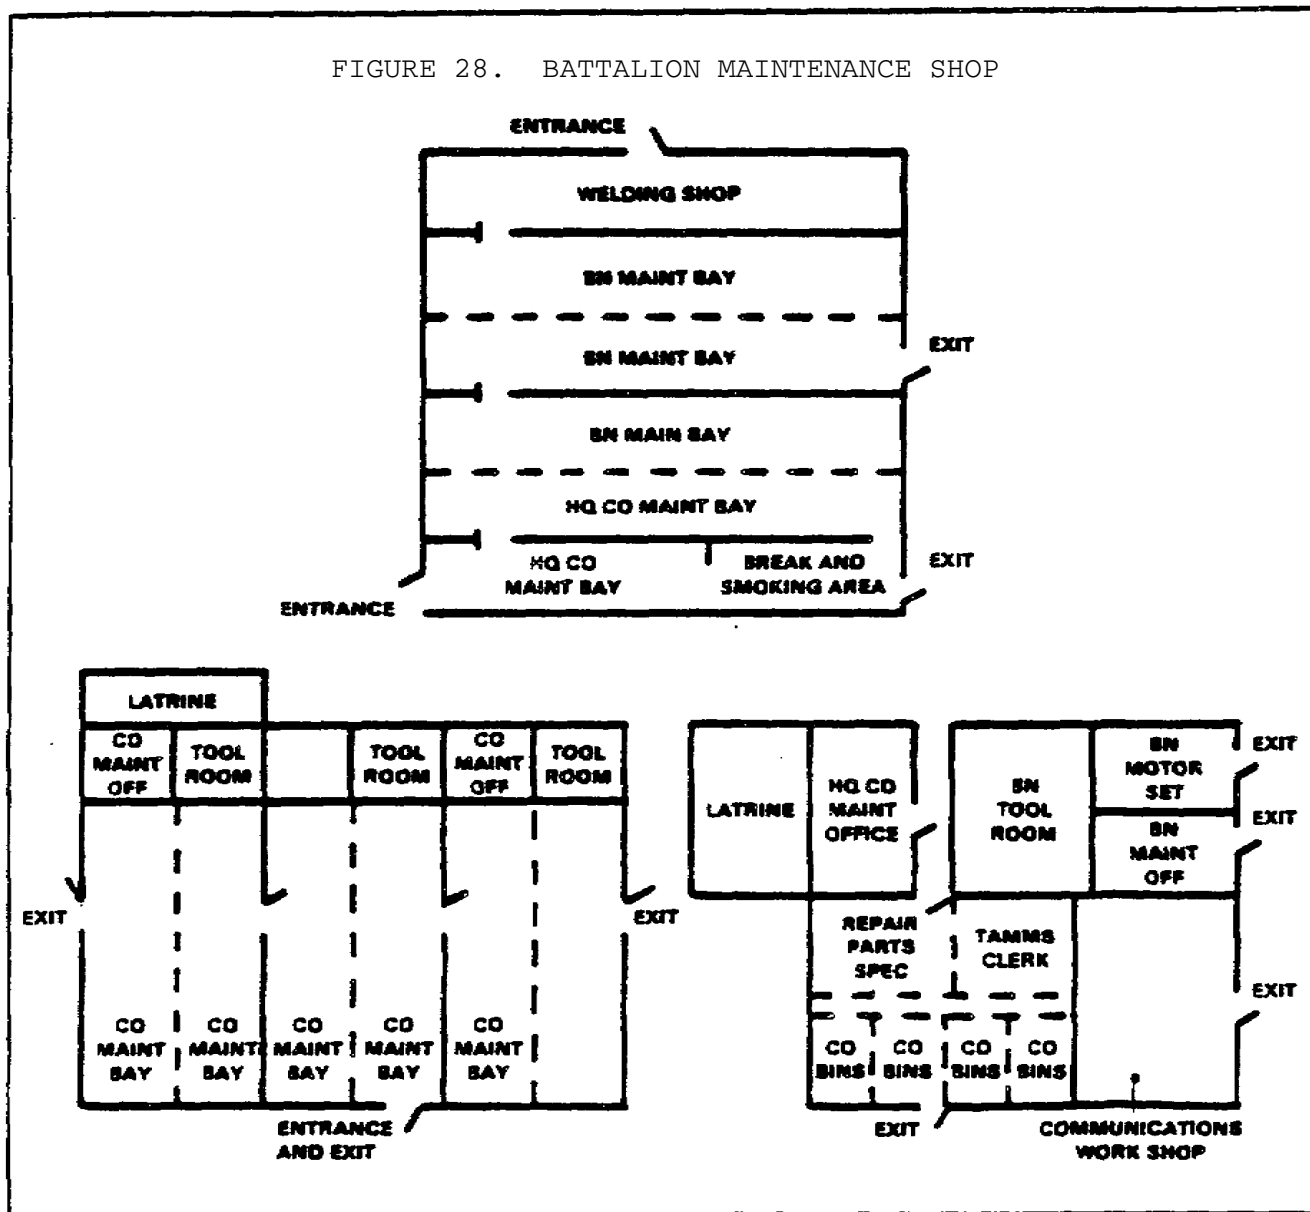 FIGURE 28. BATTALION MAINTENANCE SHOP
ENTRANCE
WELDING SHOP
BN MAINT BAY
BN MAINT BAY
EXIT
BN MAIN BAY
HQ CO MAINT BAY
HQ CO
MAINT BAY
BREAK AND
SMOKING AREA
EXIT
ENTRANCE
LATRINE
CO
MAINT
OFF
TOOL
ROOM
TOOL
ROOM
CO
MAINT
OFF
TOOL
ROOM
EXIT
EXIT
CO
MAINT
BAY
CO
MAINT
BAY
CO
MAINT
BAY
CO
MAINT
BAY
CO
MAINT
BAY
ENTRANCE
AND EXIT
LATRINE
HQ CO
MAINT
OFFICE
BN
TOOL
ROOM
BN
MOTOR
SET
EXIT
BN
MAINT
OFF
EXIT
REPAIR
PARTS
SPEC
TAMMS
CLERK
EXIT
CO
BINS
CO
BINS
CO
BINS
CO
BINS
EXIT
COMMUNICATIONS
WORK SHOP